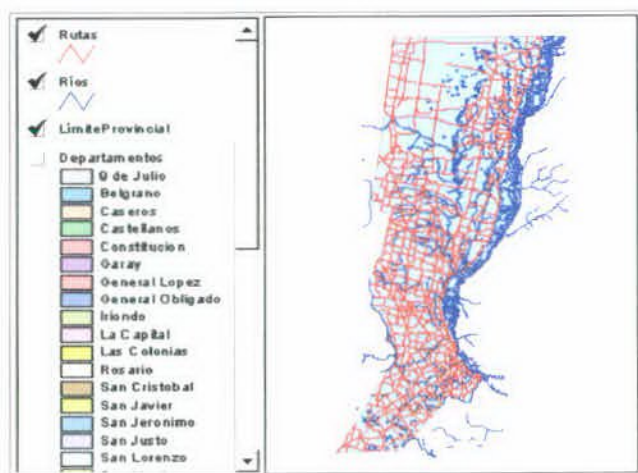 Rutas
Rios
LimiteProvincial
Departamentos
9 de Julio
Belgrano
Caseros
Castellanos
Constitucion
Garay
General Lopez
General Obligado
Iriondo
La Capital
Las Colonias
Rosario
San Cristobal
San Javier
San Jeronimo
San Justo
San Lorenzo